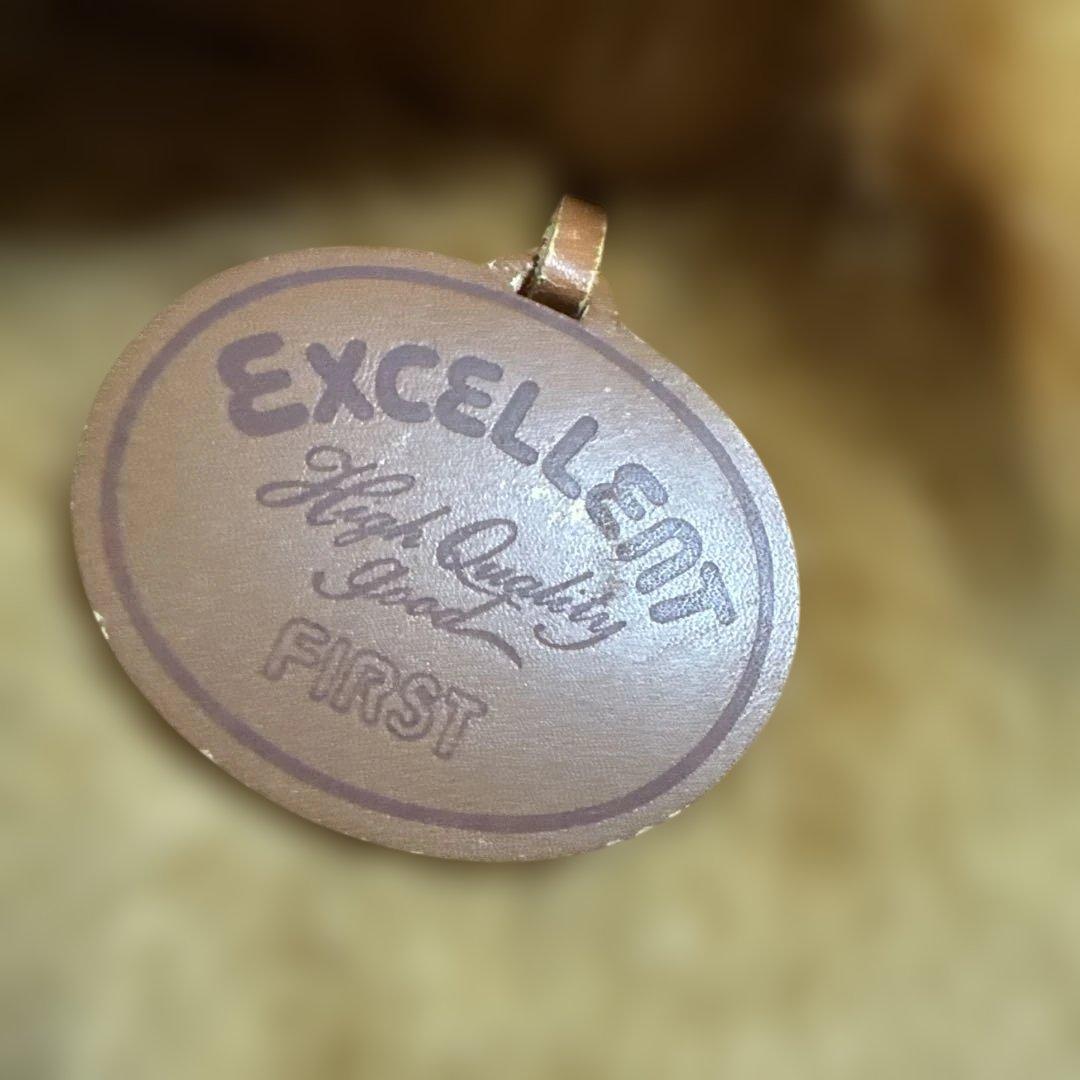 EXCELLENT
High Quality
good
FIRST